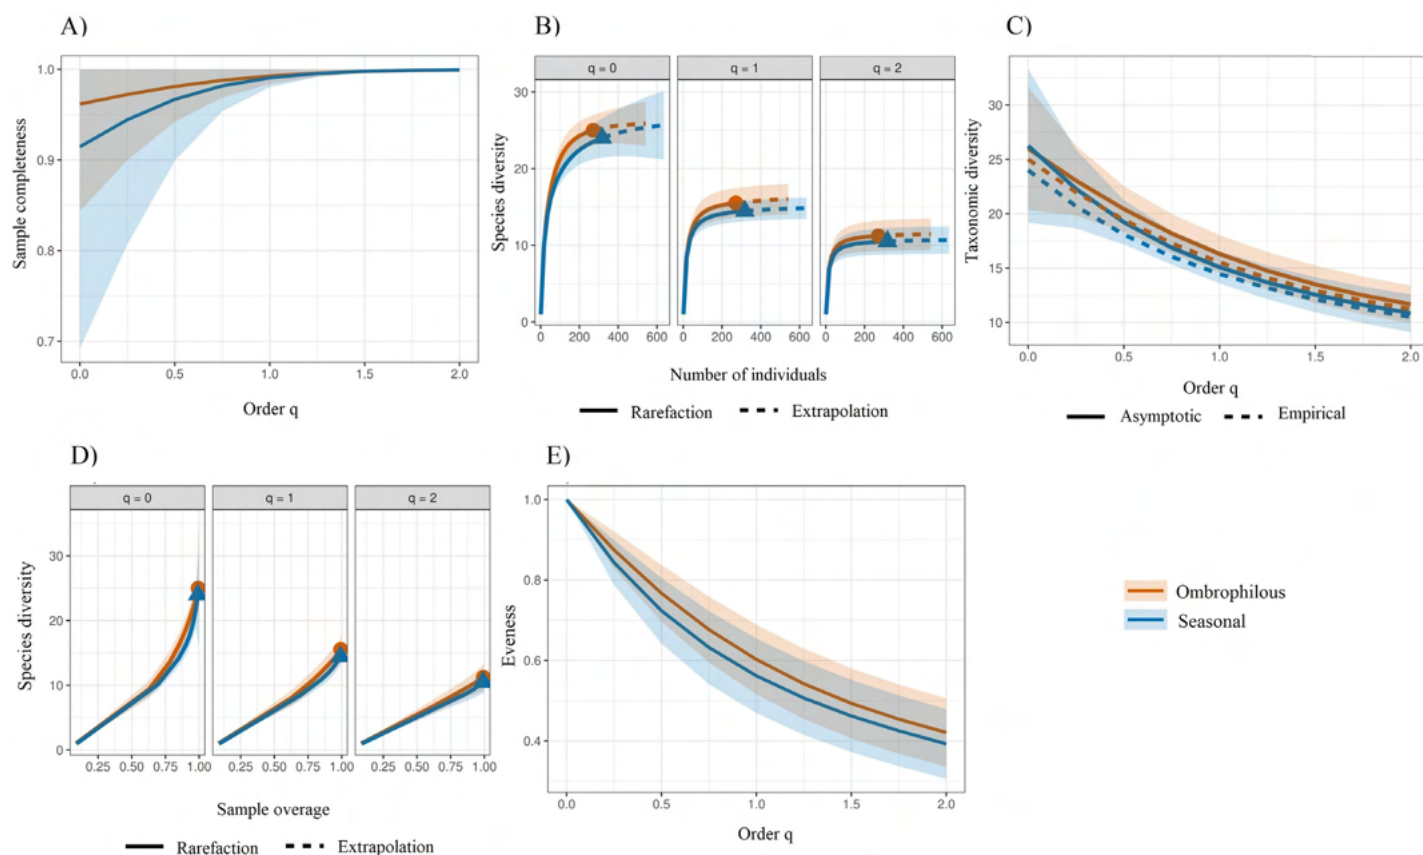 A)
Sample completeness
1.0
0.9
0.8
0.7
0.0 0.5 1.0 1.5 2.0
Order q
B)
q = 0 q = 1 q = 2
Species diversity
30
20
10
0
0 200 400 600 0 200 400 600 0 200 400 600
Number of individuals
Rarefaction Extrapolation
C)
Taxonomic diversity
30
25
20
15
10
0.0 0.5 1.0 1.5 2.0
Order q
Asymptotic Empirical
D)
q = 0 q = 1 q = 2
Species diversity
30
20
10
0
0.25 0.50 0.75 1.00 0.25 0.50 0.75 1.00 0.25 0.50 0.75 1.00
Sample overage
Rarefaction Extrapolation
E)
Eveness
1.0
0.8
0.6
0.4
0.0 0.5 1.0 1.5 2.0
Order q
Ombrophilous
Seasonal